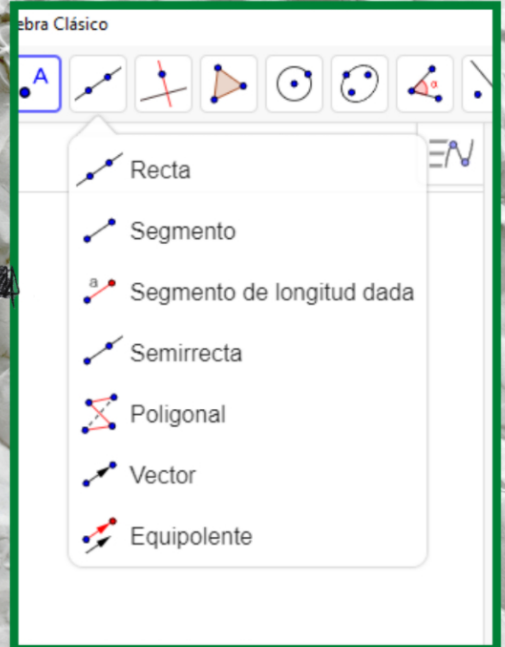 ebra Clásico
A
α
Recta
Segmento
a
Segmento de longitud dada
Semirrecta
Poligonal
Vector
Equipolente